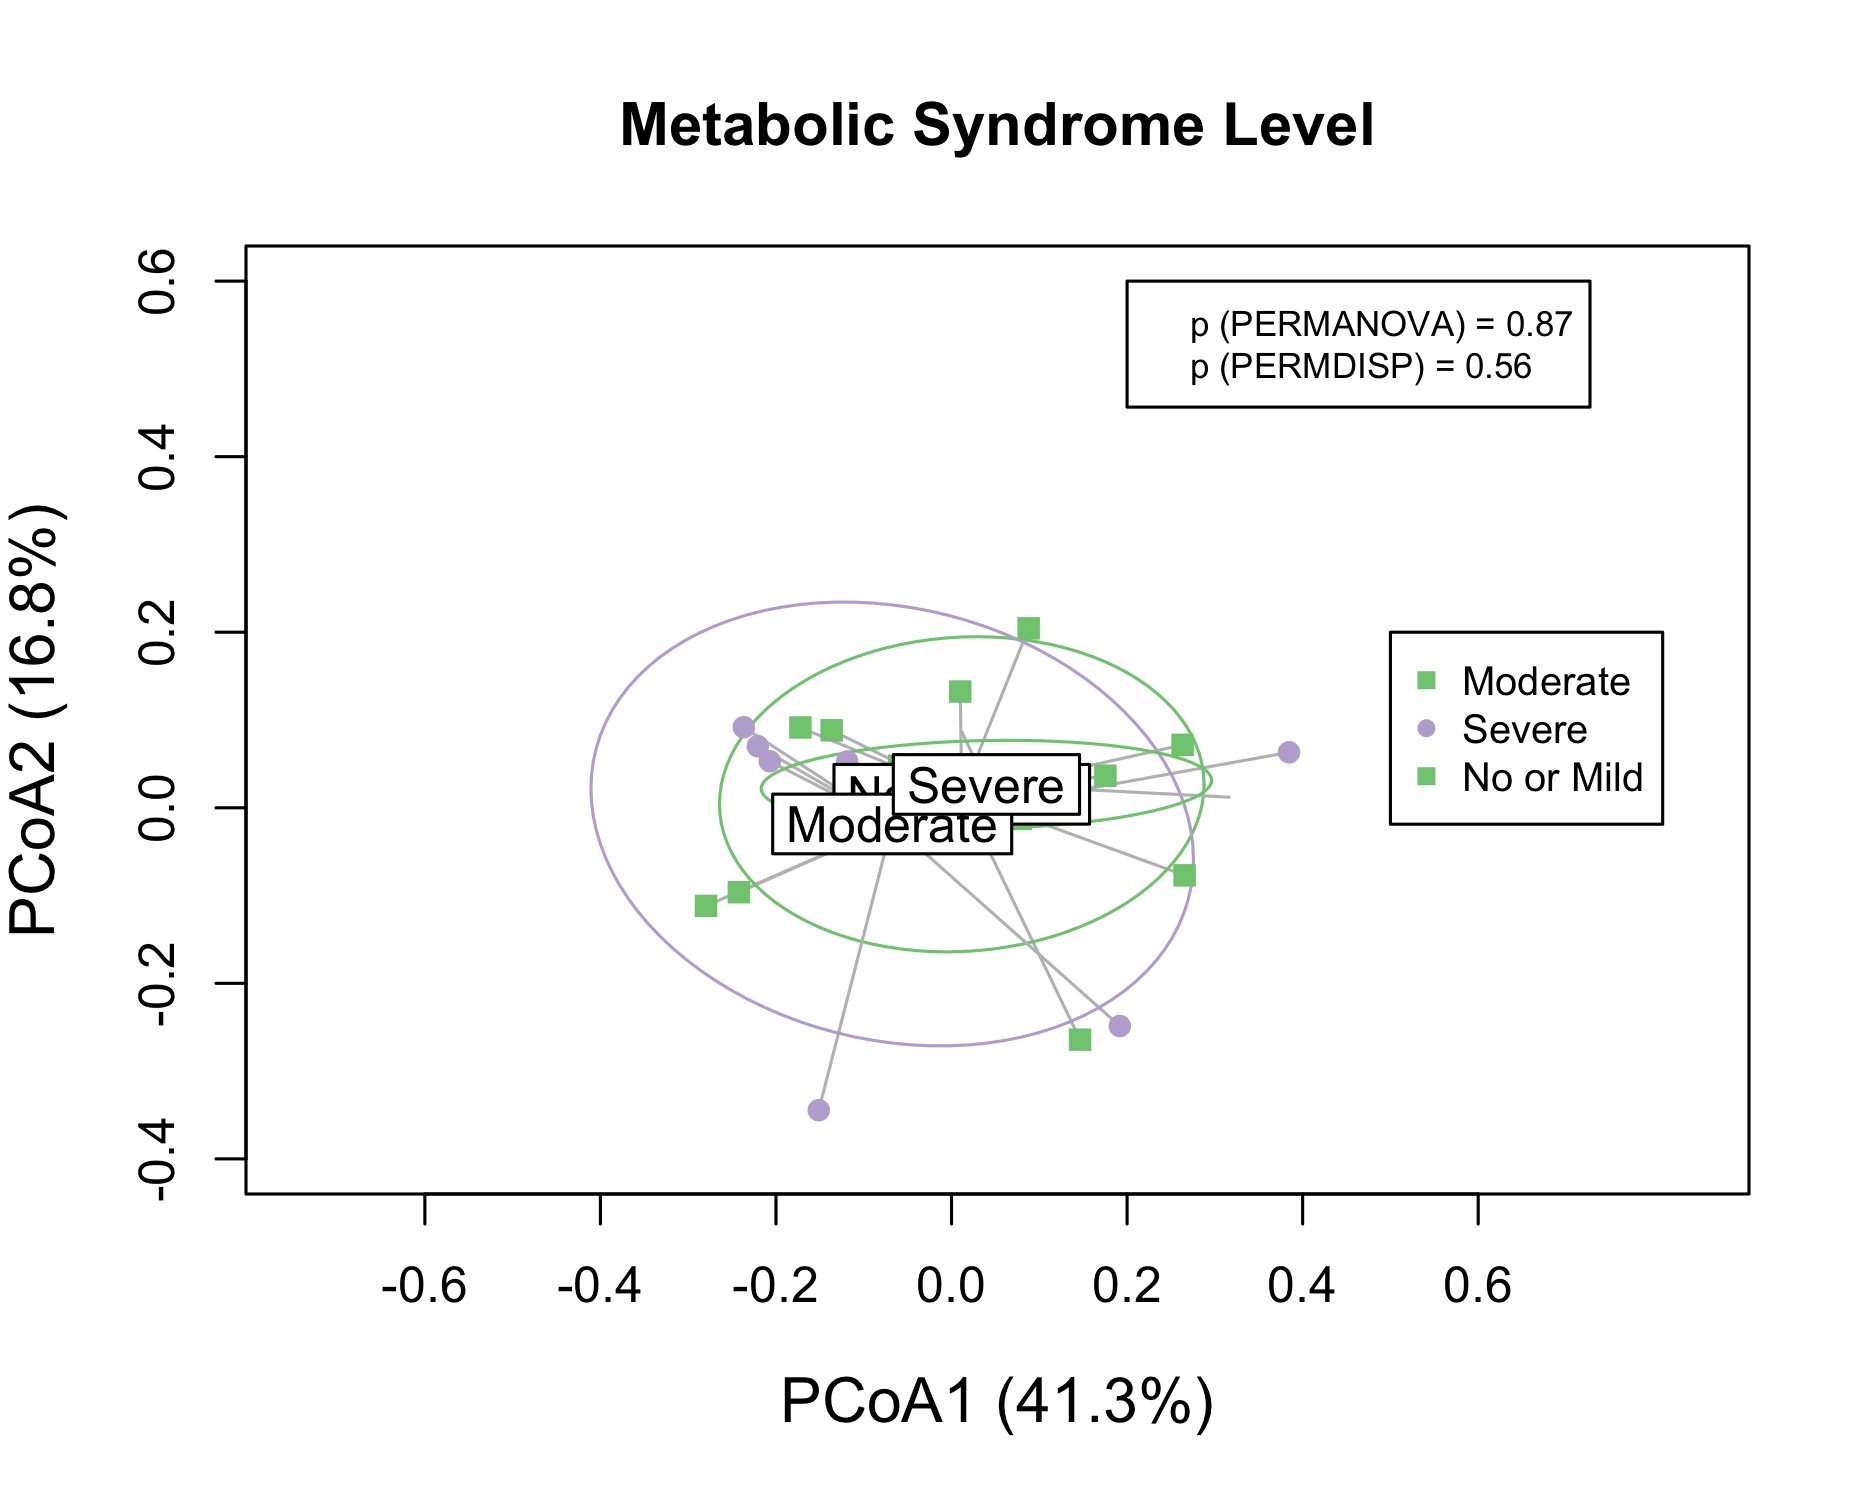 Metabolic Syndrome Level
PCoA2 (16.8%)
0.6
0.4
0.2
0.0
-0.2
-0.4
p (PERMANOVA) = 0.87
p (PERMDISP) = 0.56
Moderate
Severe
No or Mild
Severe
Moderate
-0.6
-0.4
-0.2
0.0
0.2
0.4
0.6
PCoA1 (41.3%)